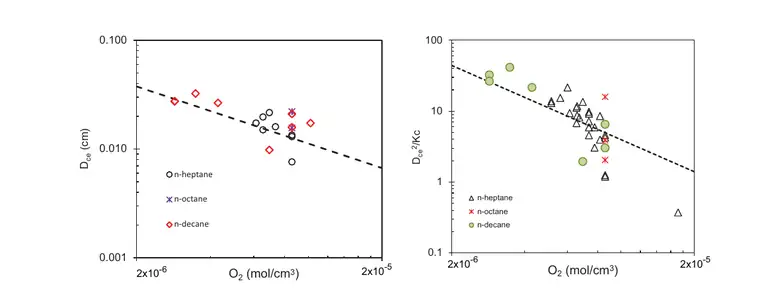 0.100
0.010
0.001
D_ce (cm)
n-heptane
n-octane
n-decane
2x10⁻⁶
O₂ (mol/cm³)
2x10⁻⁵
100
10
1
0.1
D_ce²/Kc
n-heptane
n-octane
n-decane
2x10⁻⁶
O₂ (mol/cm³)
2x10⁻⁵